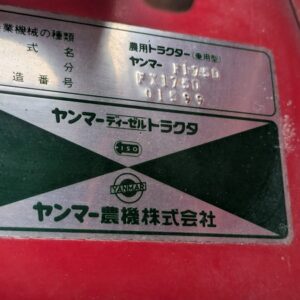 業機械の種類 農用トラクター(乗用型)
式名 ヤンマー
分 FX1750
造番号 01599
ヤンマーディーゼルトラクタ
ISO
YANMAR
ヤンマー農機株式会社